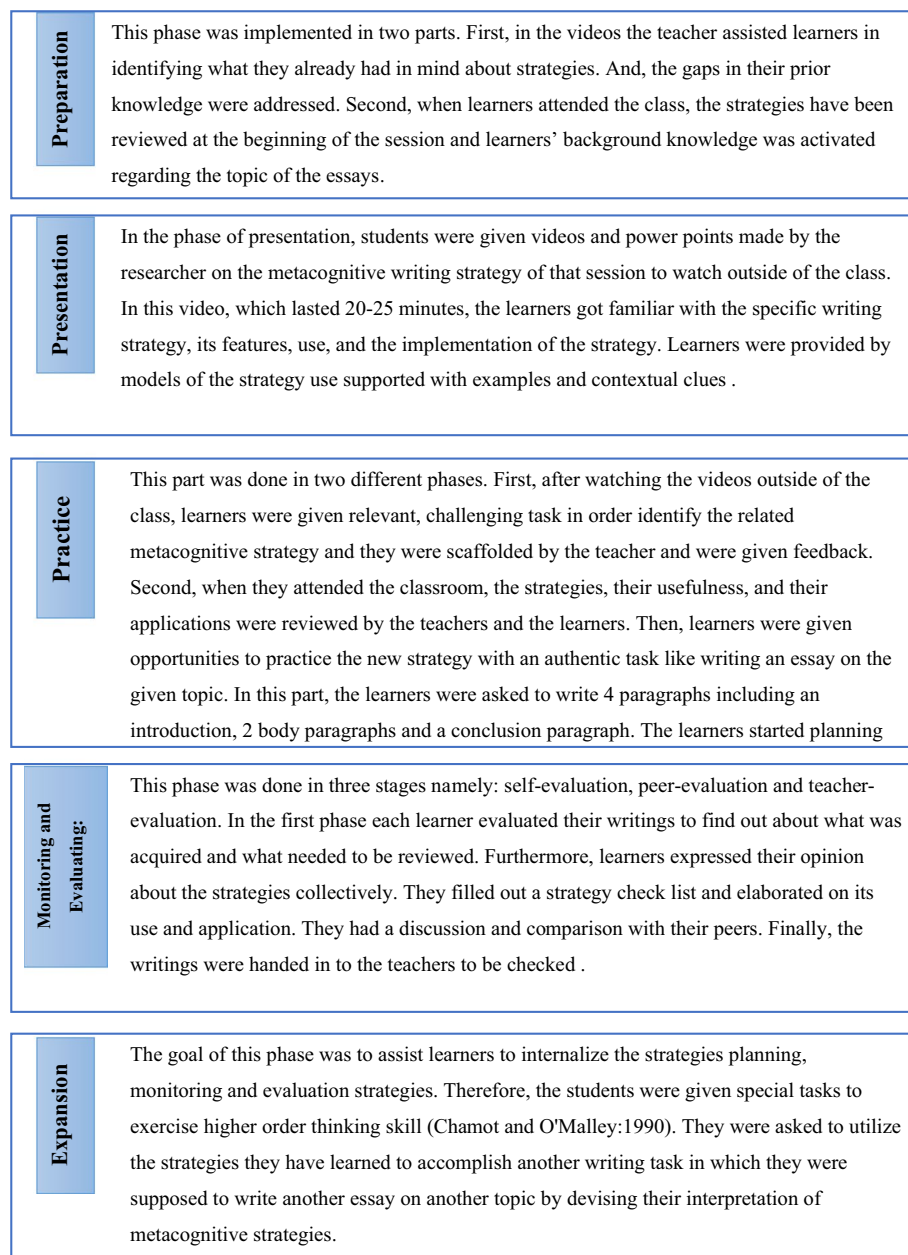 Preparation
This phase was implemented in two parts. First, in the videos the teacher assisted learners in
identifying what they already had in mind about strategies. And, the gaps in their prior
knowledge were addressed. Second, when learners attended the class, the strategies have been
reviewed at the beginning of the session and learners’ background knowledge was activated
regarding the topic of the essays.
Presentation
In the phase of presentation, students were given videos and power points made by the
researcher on the metacognitive writing strategy of that session to watch outside of the class.
In this video, which lasted 20-25 minutes, the learners got familiar with the specific writing
strategy, its features, use, and the implementation of the strategy. Learners were provided by
models of the strategy use supported with examples and contextual clues .
Practice
This part was done in two different phases. First, after watching the videos outside of the
class, learners were given relevant, challenging task in order identify the related
metacognitive strategy and they were scaffolded by the teacher and were given feedback.
Second, when they attended the classroom, the strategies, their usefulness, and their
applications were reviewed by the teachers and the learners. Then, learners were given
opportunities to practice the new strategy with an authentic task like writing an essay on the
given topic. In this part, the learners were asked to write 4 paragraphs including an
introduction, 2 body paragraphs and a conclusion paragraph. The learners started planning
Monitoring and
Evaluating:
This phase was done in three stages namely: self-evaluation, peer-evaluation and teacher-
evaluation. In the first phase each learner evaluated their writings to find out about what was
acquired and what needed to be reviewed. Furthermore, learners expressed their opinion
about the strategies collectively. They filled out a strategy check list and elaborated on its
use and application. They had a discussion and comparison with their peers. Finally, the
writings were handed in to the teachers to be checked .
Expansion
The goal of this phase was to assist learners to internalize the strategies planning,
monitoring and evaluation strategies. Therefore, the students were given special tasks to
exercise higher order thinking skill (Chamot and O'Malley:1990). They were asked to utilize
the strategies they have learned to accomplish another writing task in which they were
supposed to write another essay on another topic by devising their interpretation of
metacognitive strategies.